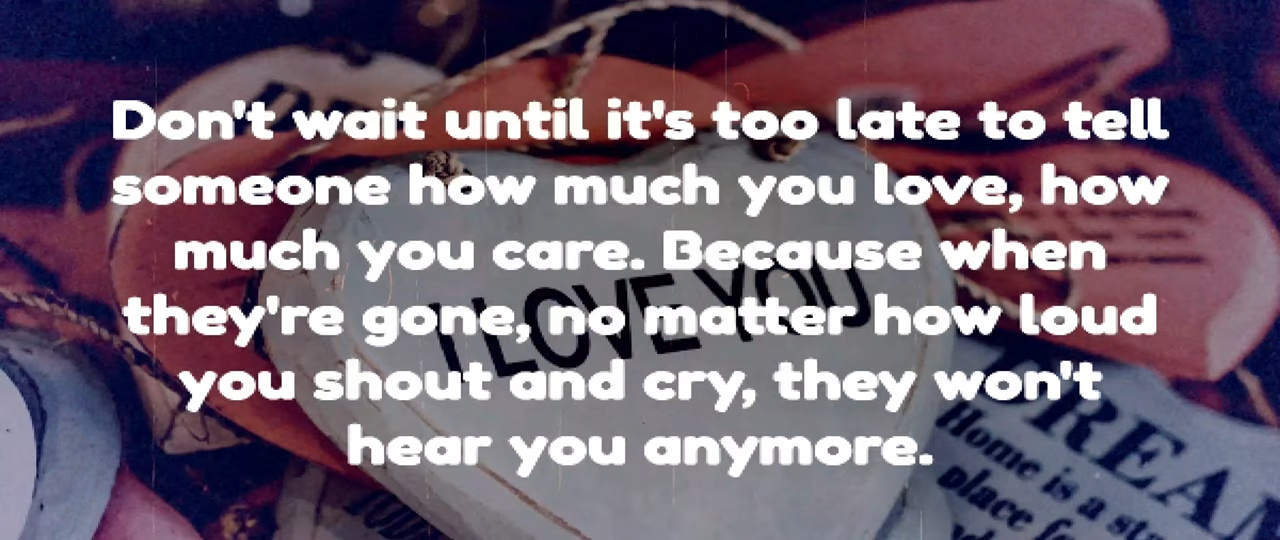 Don't wait until it's too late to tell
someone how much you love, how
much you care. Because when
they're gone, no matter how loud
you shout and cry, they won't
hear you anymore.
I LOVE YOU
DREAM
Home is a
place